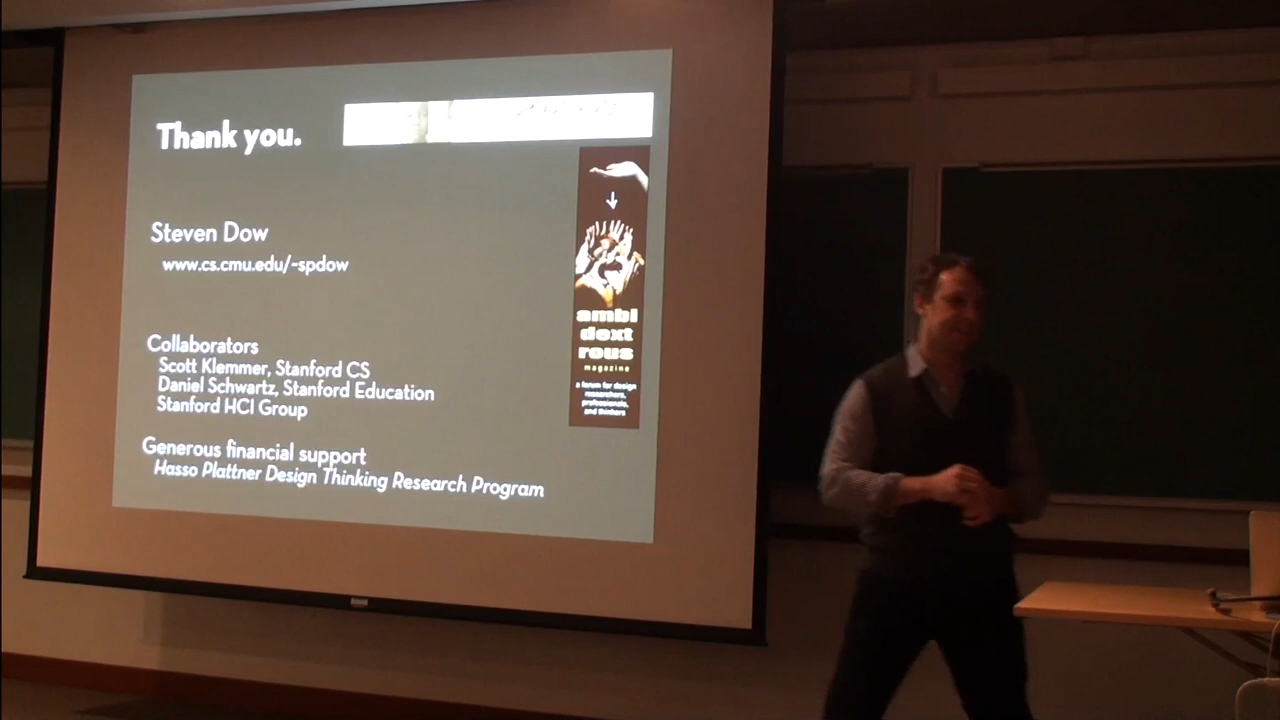 Thank you.
Steven Dow
www.cs.cmu.edu/~spdow
Collaborators
Scott Klemmer, Stanford CS
Daniel Schwartz, Stanford Education
Stanford HCI Group
Generous financial support
Hasso Plattner Design Thinking Research Program
ambi
dext
rous
magazine
a forum for design
researchers,
professionals,
and thinkers